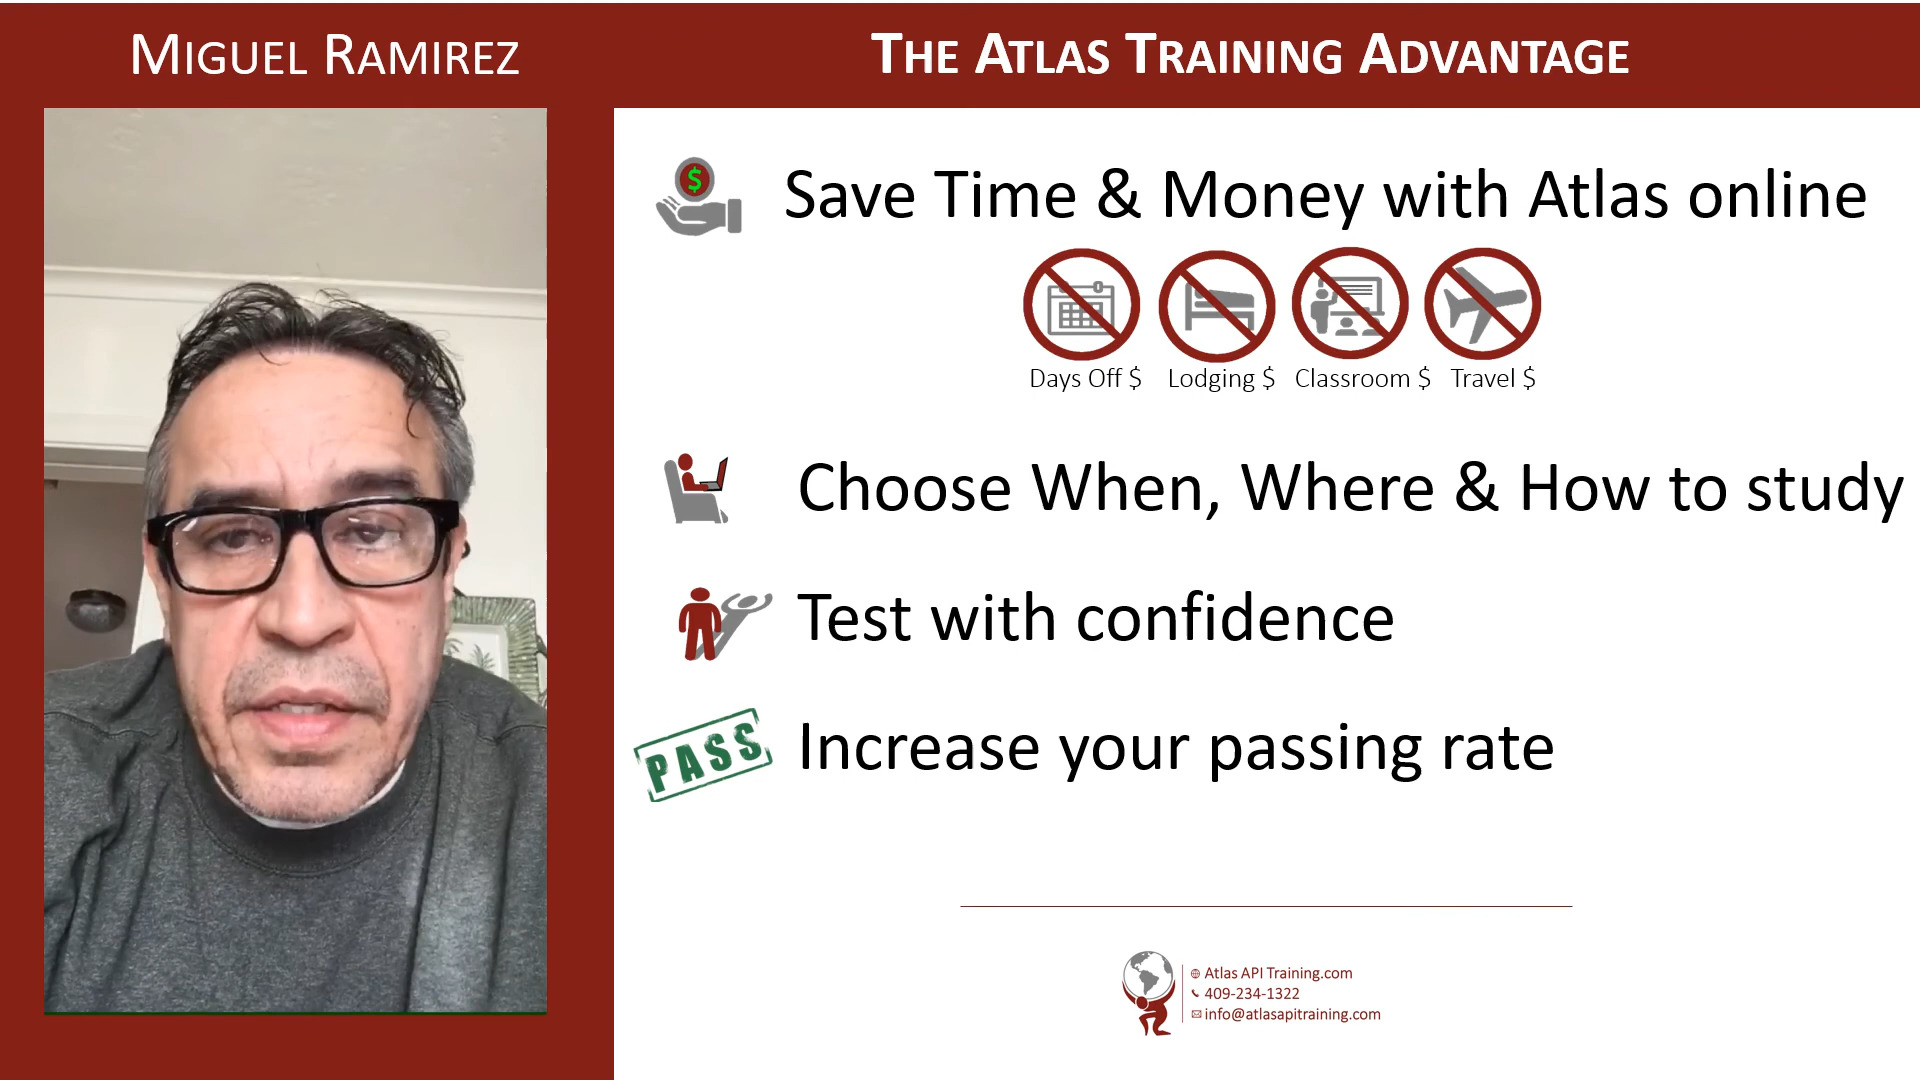 MIGUEL RAMIREZ
THE ATLAS TRAINING ADVANTAGE
$
Save Time & Money with Atlas online
Days Off $ Lodging $ Classroom $ Travel $
Choose When, Where & How to study
Test with confidence
PASS
Increase your passing rate
Atlas API Training.com
409-234-1322
info@atlasapitraining.com